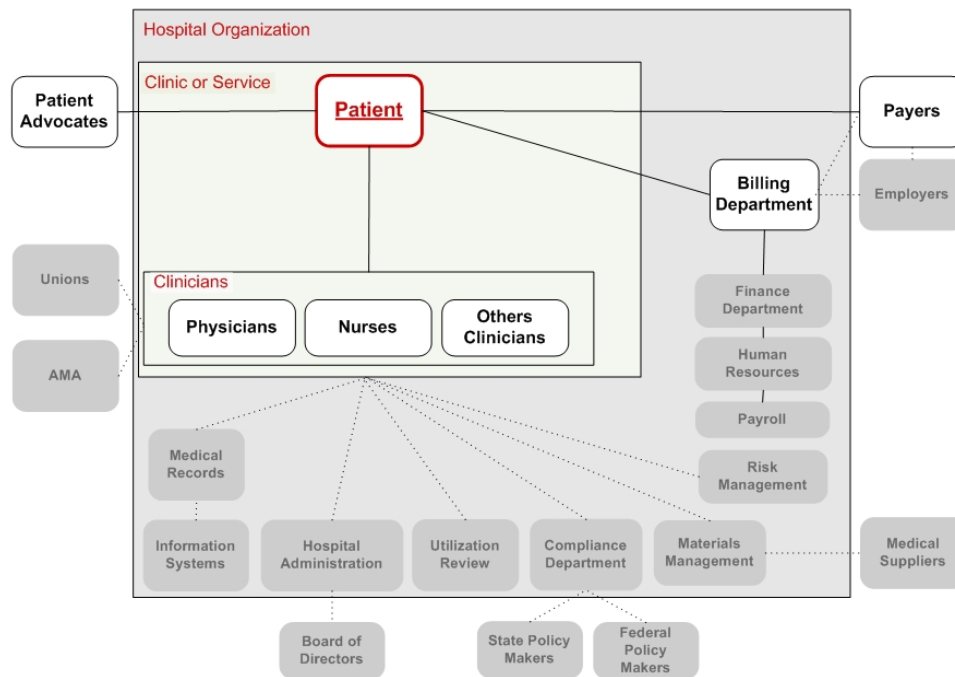 Hospital Organization
Clinic or Service
Patient
Advocates
Patient
Payers
Billing
Department
Employers
Unions
Clinicians
Physicians
Nurses
Others
Clinicians
Finance
Department
AMA
Human
Resources
Payroll
Medical
Records
Risk
Management
Information
Systems
Hospital
Administration
Utilization
Review
Compliance
Department
Materials
Management
Medical
Suppliers
Board of
Directors
State Policy
Makers
Federal
Policy
Makers